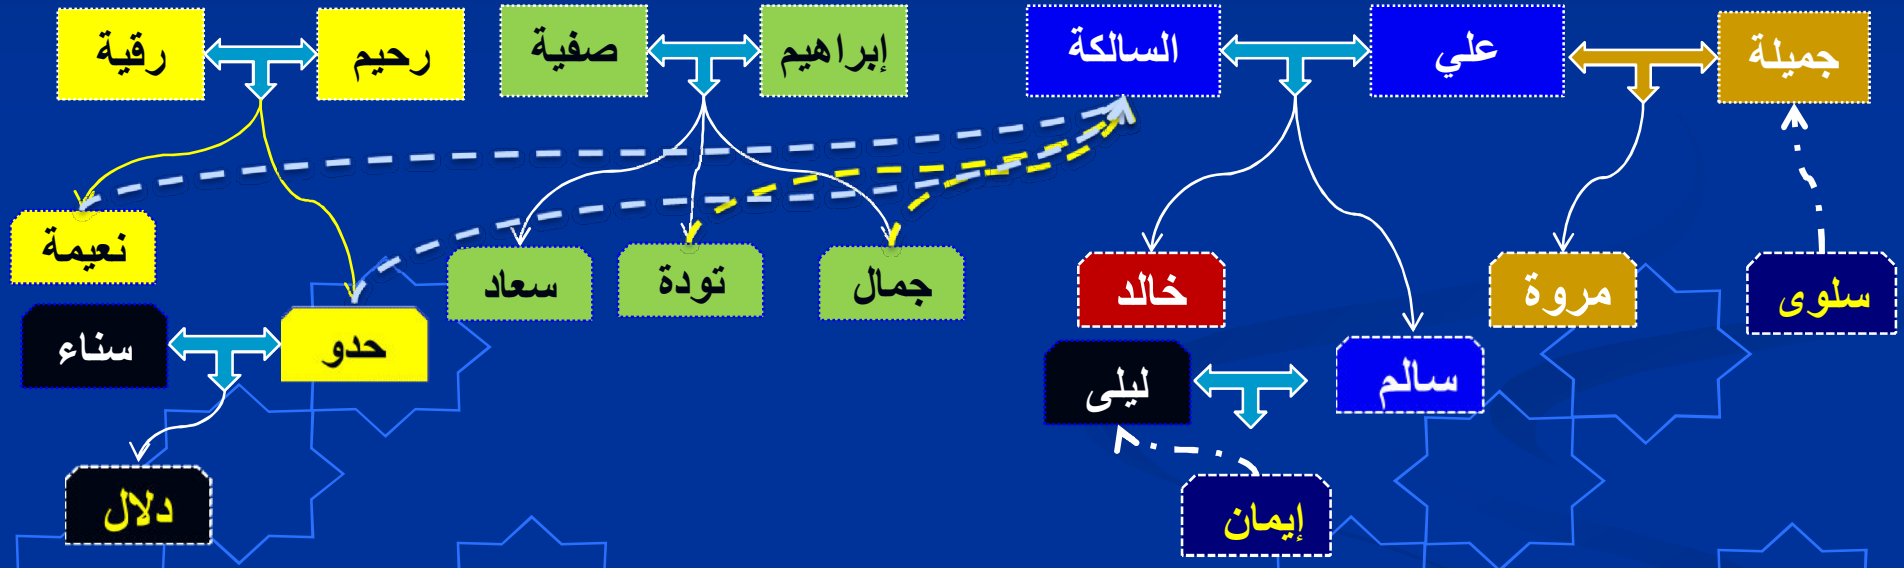 جميلة
علي
السالكة
إبراهيم
صفية
رحيم
رقية
سلوى
مروة
خالد
جمال
تودة
سعاد
نعيمة
سالم
ليلى
حدو
سناء
إيمان
دلال